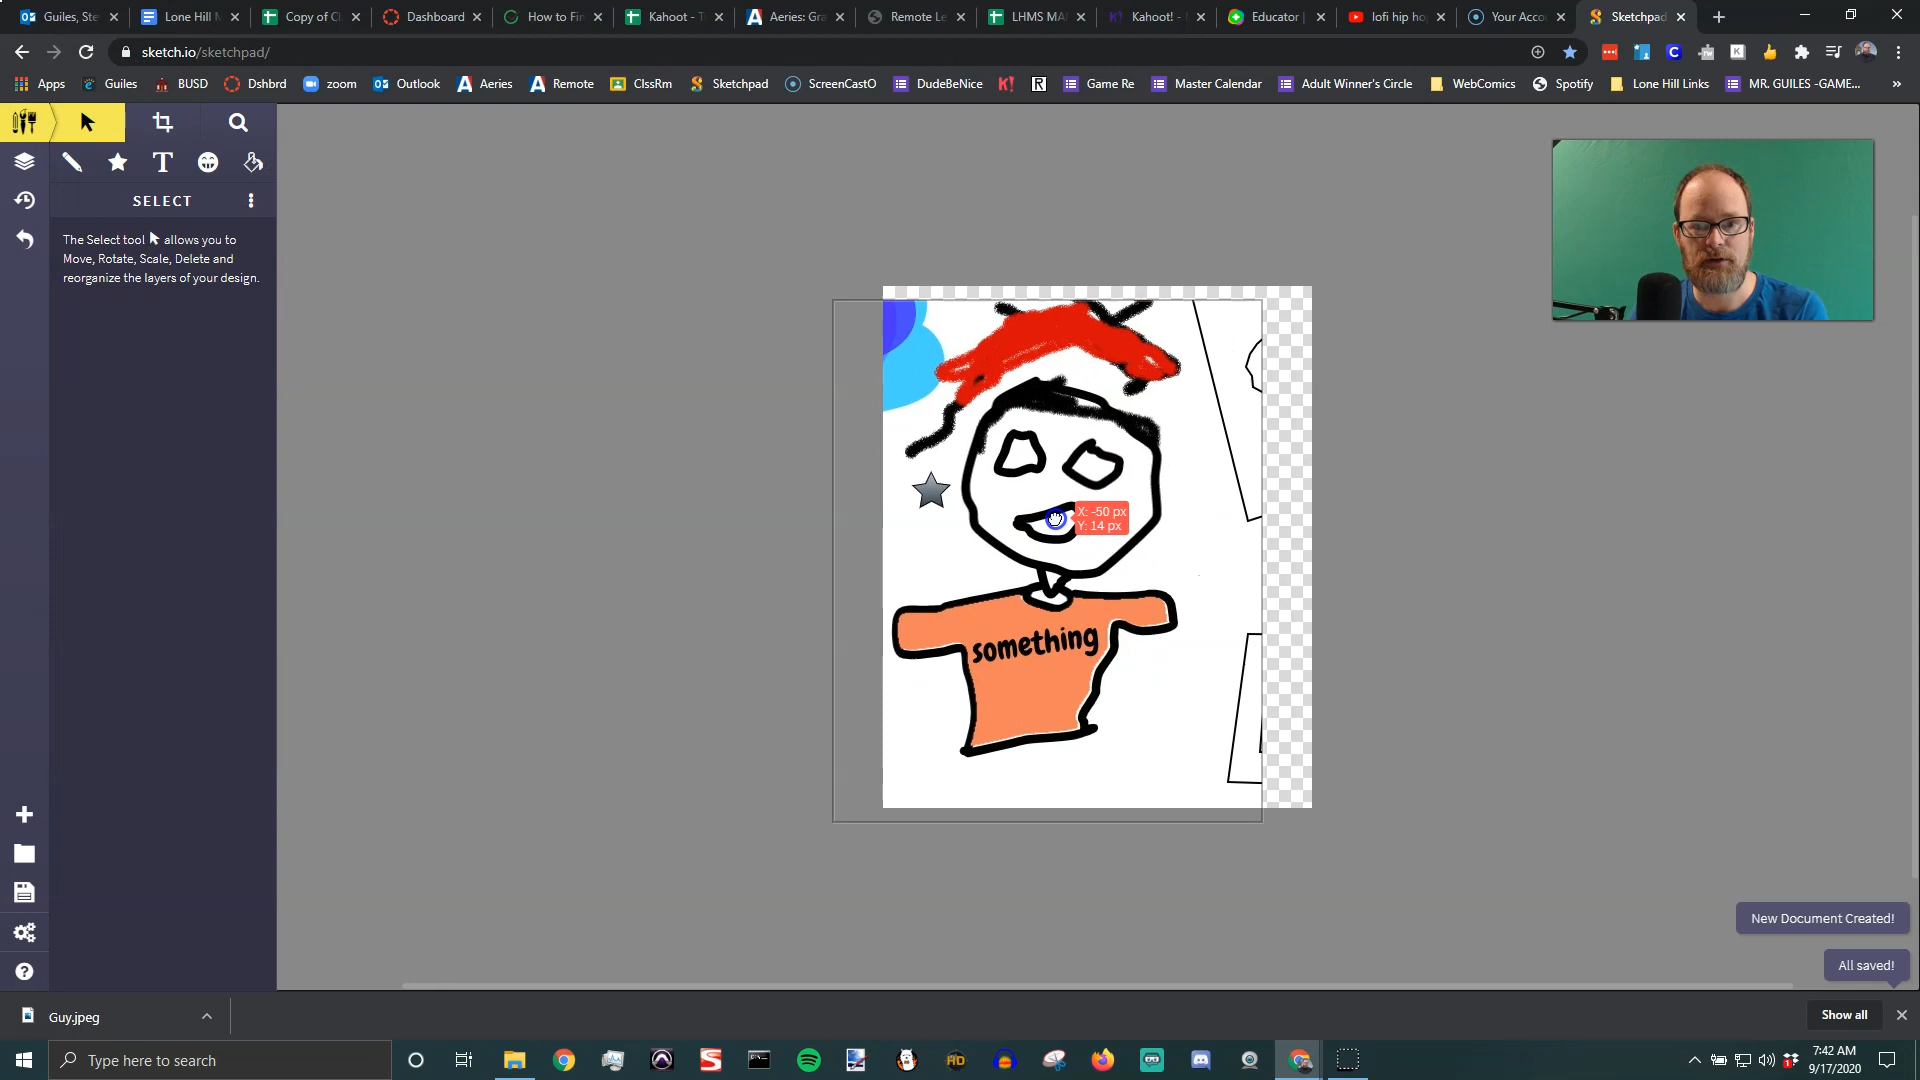 Guiles, Ste
Lone Hill M
Copy of Cl
Dashboard
How to Fin
Kahoot - T
Aeries: Gra
Remote Le
LHMS MA
Kahoot! -
Educator |
lofi hip ho
Your Acco
Sketchpad
sketch.io/sketchpad/
Apps
Guiles
BUSD
Dshbrd
zoom
Outlook
Aeries
Remote
ClssRm
Sketchpad
ScreenCastO
DudeBeNice
K!
R
Game Re
Master Calendar
Adult Winner's Circle
WebComics
Spotify
Lone Hill Links
MR. GUILES -GAME...
»
SELECT
The Select tool allows you to
Move, Rotate, Scale, Delete and
reorganize the layers of your design.
X: -50 px
Y: 14 px
something
New Document Created!
All saved!
Guy.jpeg
Show all
Type here to search
7:42 AM
9/17/2020